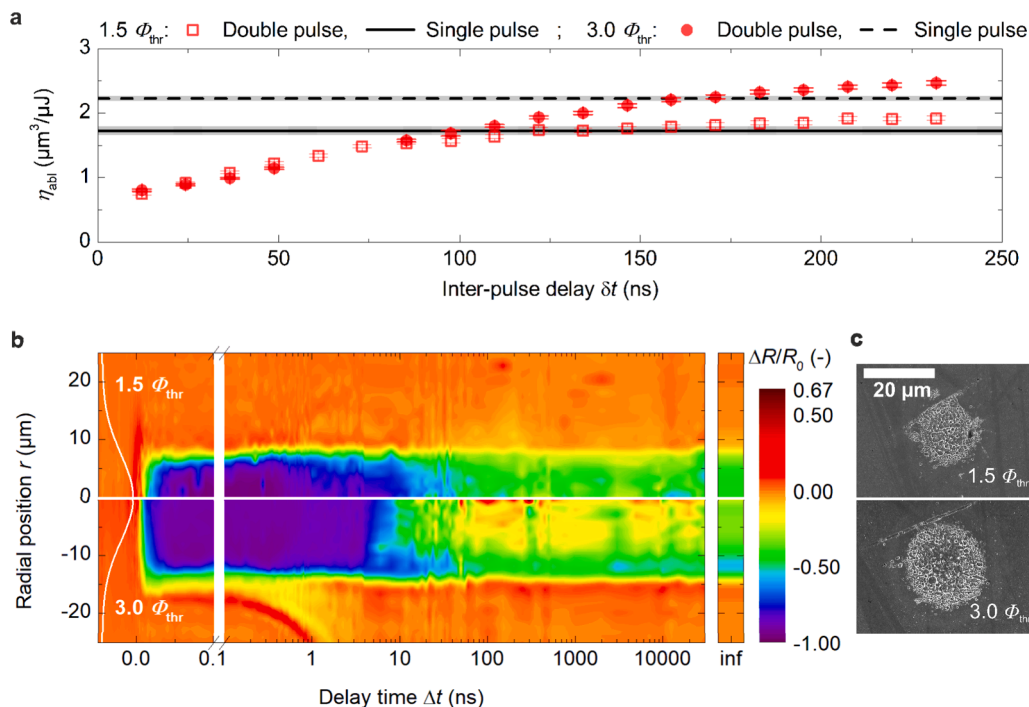 a
1.5 Φthr: Double pulse, Single pulse ; 3.0 Φthr: Double pulse, Single pulse
3
2
1
0
ηabl (µm³/µJ)
0 50 100 150 200 250
Inter-pulse delay δt (ns)
b
c
20
10
0
-10
-20
Radial position r (µm)
1.5 Φthr
3.0 Φthr
0.0 0.1 1 10 100 1000 10000 inf
Delay time Δt (ns)
ΔR/R0 (-)
0.67
0.50
0.00
-0.50
-1.00
20 µm
1.5 Φthr
3.0 Φthr